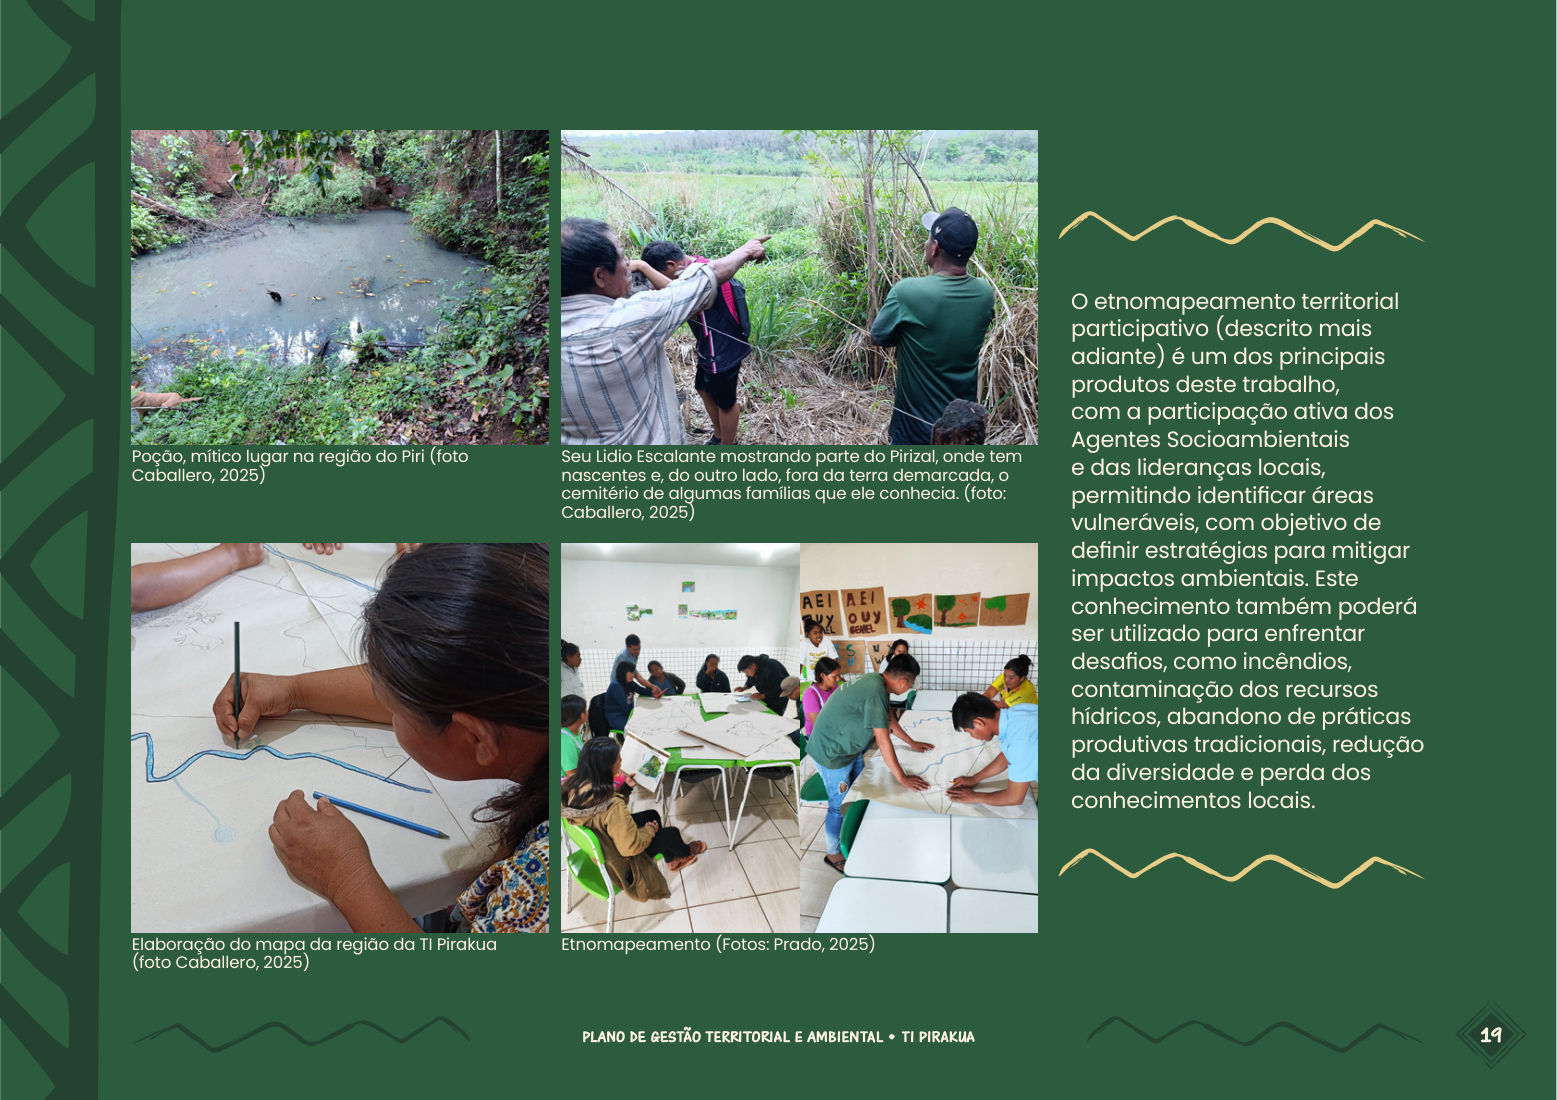 Poção, mítico lugar na região do Piri (foto
Caballero, 2025)
Seu Lidio Escalante mostrando parte do Pirizal, onde tem
nascentes e, do outro lado, fora da terra demarcada, o
cemitério de algumas famílias que ele conhecia. (foto:
Caballero, 2025)
AEI
OUY
AEI
OUY
Elaboração do mapa da região da TI Pirakua
(foto Caballero, 2025)
Etnomapeamento (Fotos: Prado, 2025)
O etnomapeamento territorial
participativo (descrito mais
adiante) é um dos principais
produtos deste trabalho,
com a participação ativa dos
Agentes Socioambientais
e das lideranças locais,
permitindo identificar áreas
vulneráveis, com objetivo de
definir estratégias para mitigar
impactos ambientais. Este
conhecimento também poderá
ser utilizado para enfrentar
desafios, como incêndios,
contaminação dos recursos
hídricos, abandono de práticas
produtivas tradicionais, redução
da diversidade e perda dos
conhecimentos locais.
PLANO DE GESTÃO TERRITORIAL E AMBIENTAL • TI PIRAKUA
19